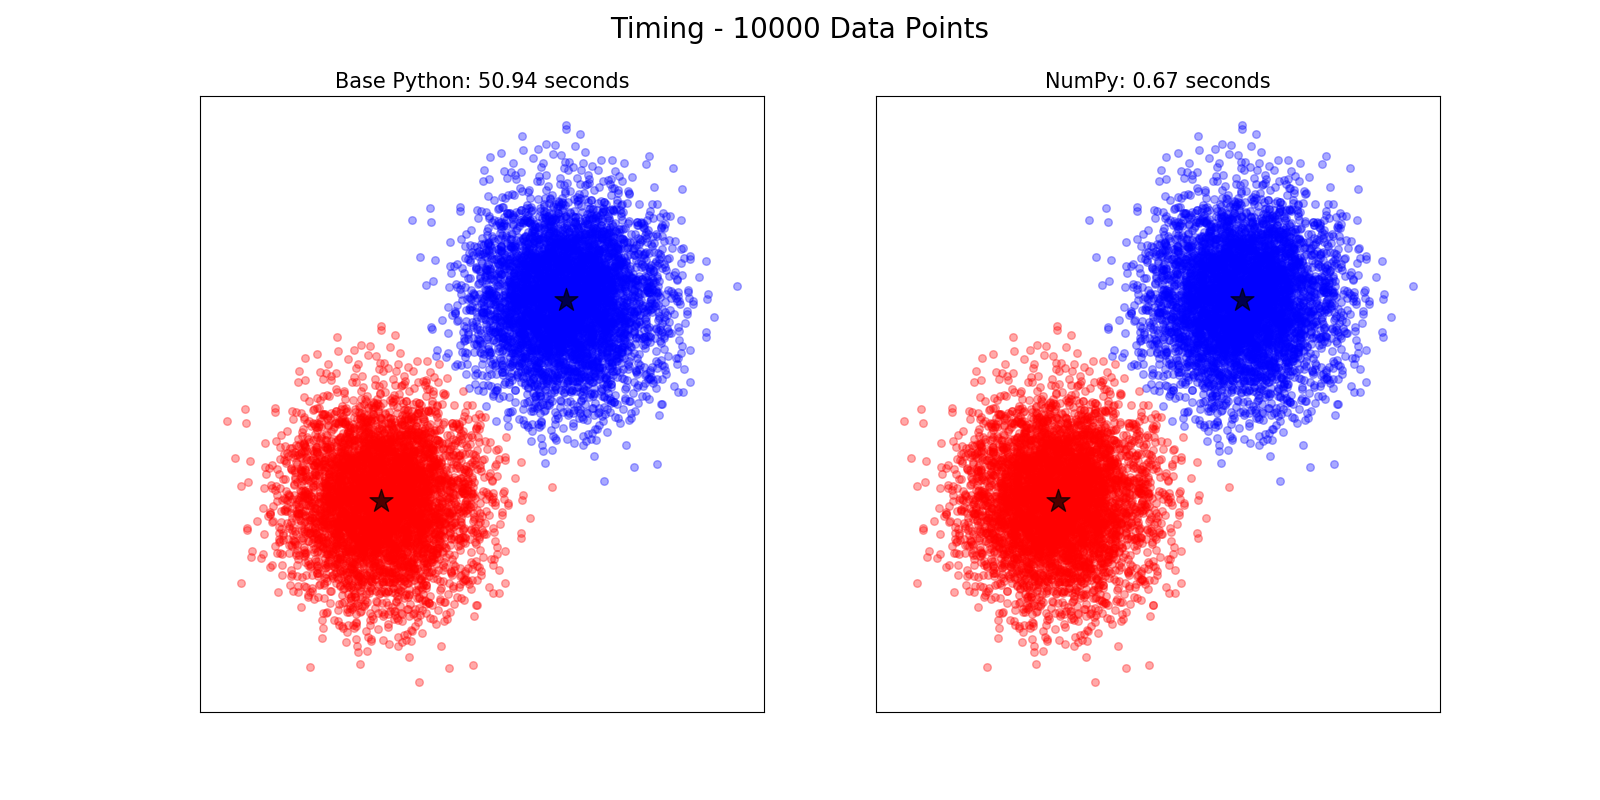 Timing - 10000 Data Points
Base Python: 50.94 seconds
NumPy: 0.67 seconds